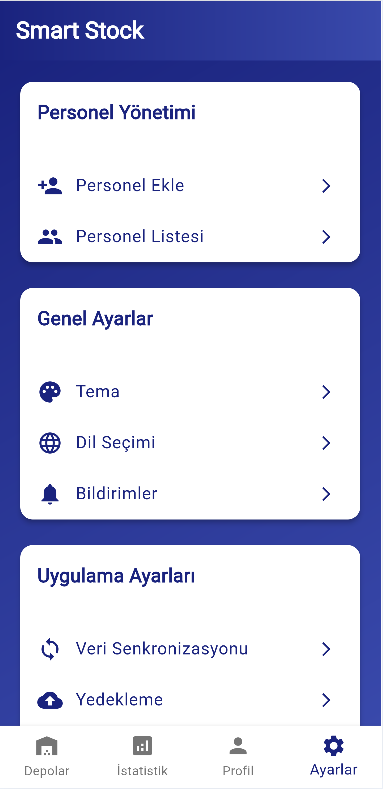 Smart Stock
Personel Yönetimi
Personel Ekle
Personel Listesi
Genel Ayarlar
Tema
Dil Seçimi
Bildirimler
Uygulama Ayarları
Veri Senkronizasyonu
Yedekleme
Depolar İstatistik Profil Ayarlar